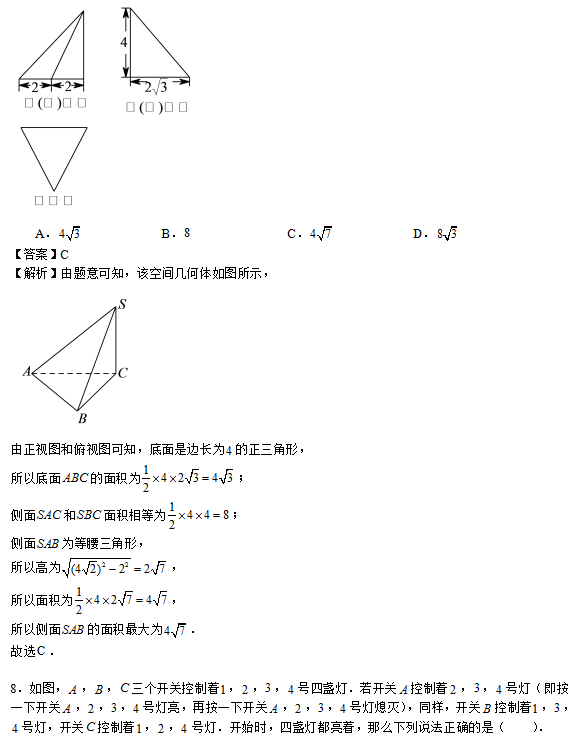 4
2 2 2√3
□(□)□□ □(□)□□
□□□
A．4√3 B．8 C．4√7 D．8√3
【答案】C
【解析】由题意可知，该空间几何体如图所示，
S
A C
B
由正视图和俯视图可知，底面是边长为4的正三角形，
所以底面ABC的面积为1/2×4×2√3=4√3；
侧面SAC和SBC面积相等为1/2×4×4=8；
侧面SAB为等腰三角形，
所以高为√((4√2)²−2²)=2√7，
所以面积为1/2×4×2√7=4√7，
所以侧面SAB的面积最大为4√7．
故选C．
8．如图，A，B，C三个开关控制着1，2，3，4号四盏灯．若开关A控制着2，3，4号灯（即按
一下开关A，2，3，4号灯亮，再按一下开关A，2，3，4号灯熄灭），同样，开关B控制着1，3，
4号灯，开关C控制着1，2，4号灯．开始时，四盏灯都亮着，那么下列说法正确的是（ ）．